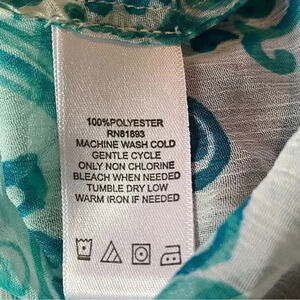 100%POLYESTER
RN81893
MACHINE WASH COLD
GENTLE CYCLE
ONLY NON CHLORINE
BLEACH WHEN NEEDED
TUMBLE DRY LOW
WARM IRON IF NEEDED